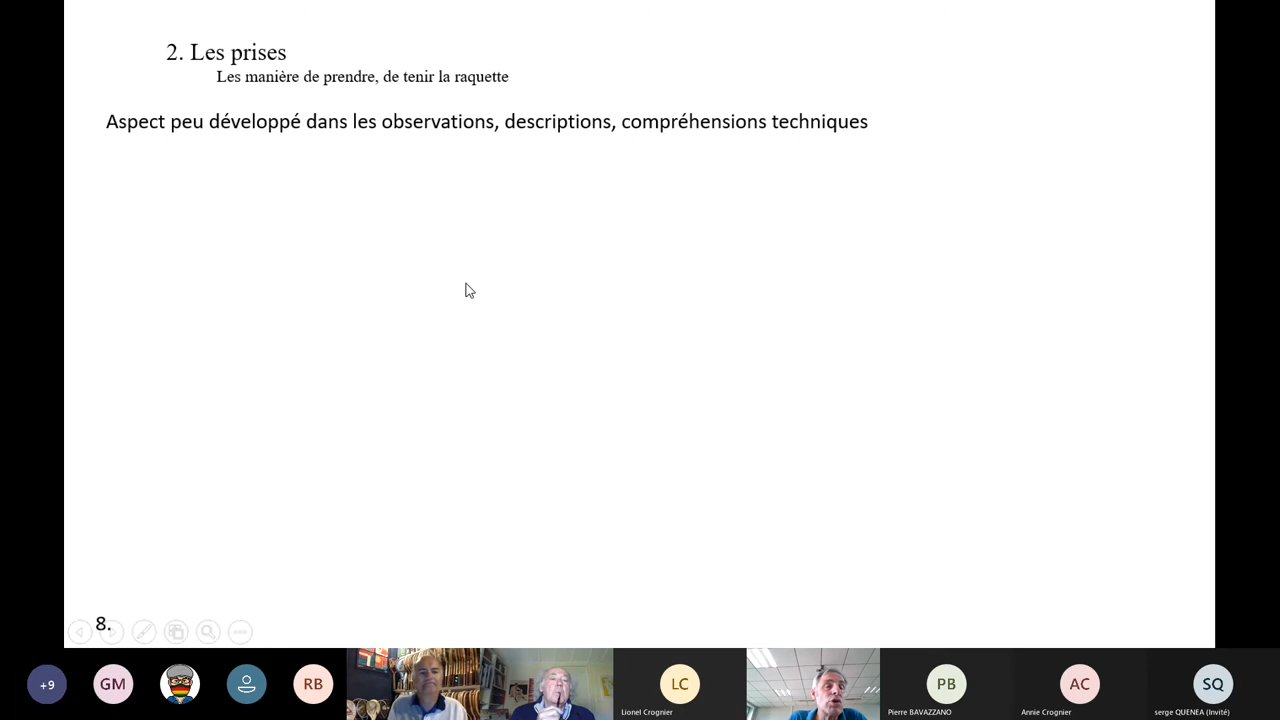 2. Les prises
Les manière de prendre, de tenir la raquette
Aspect peu développé dans les observations, descriptions, compréhensions techniques
8.
+9
GM
RB
LC
PB
AC
SQ
Lionel Crognier
Pierre BAVAZZANO
Annie Crognier
serge QUENEA (Invité)